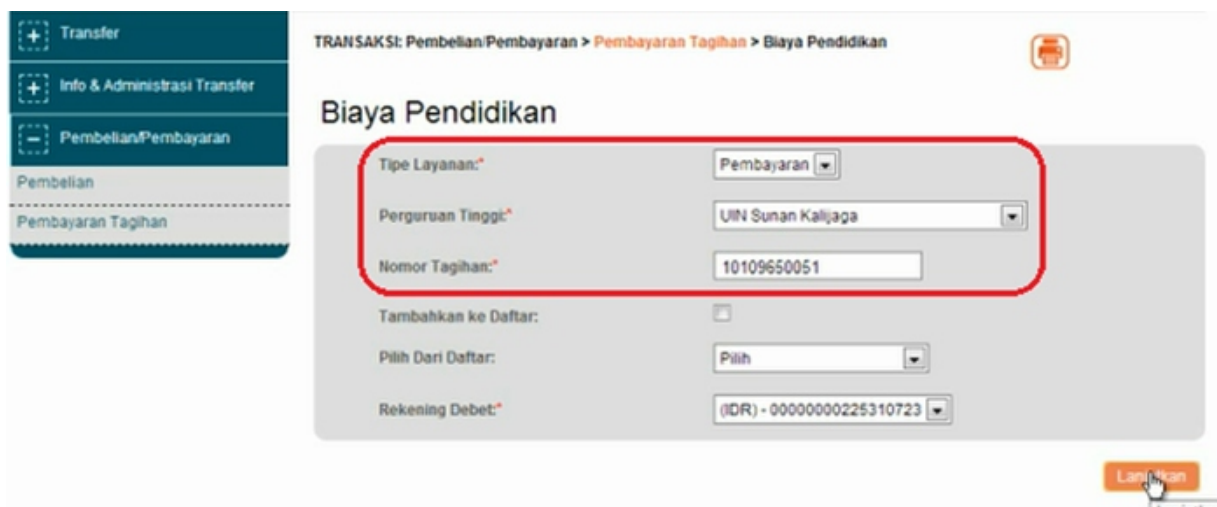 Transfer
Info & Administrasi Transfer
Pembelian/Pembayaran
Pembelian
Pembayaran Tagihan
TRANSAKSI: Pembelian/Pembayaran > Pembayaran Tagihan > Biaya Pendidikan
Biaya Pendidikan
Tipe Layanan:* Pembayaran
Perguruan Tinggi:* UIN Sunan Kalijaga
Nomor Tagihan:* 10109650051
Tambahkan ke Daftar:
Pilih Dari Daftar: Pilih
Rekening Debet:* (IDR) - 00000000225310723